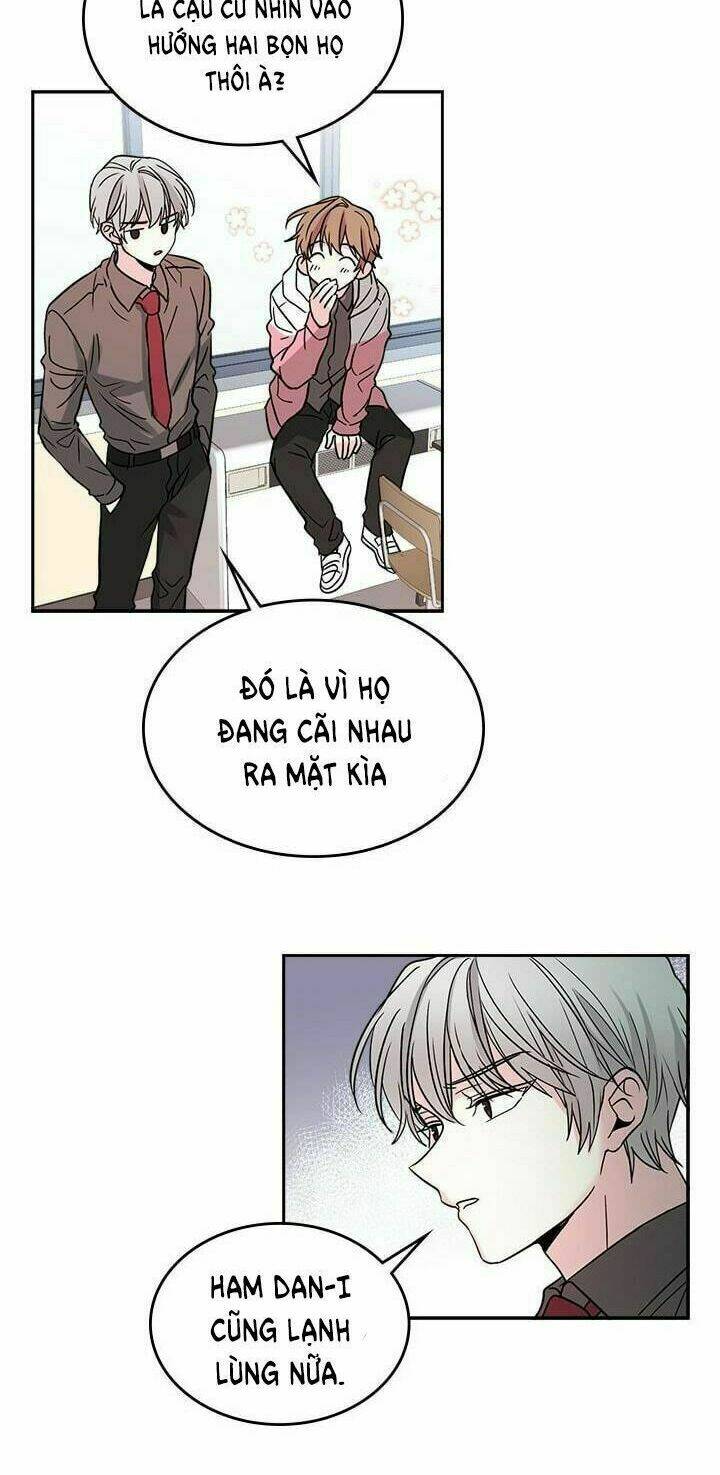 LÀ CẬU CỨ NHÌN VÀO
HƯỚNG HAI BỌN HỌ
THÔI À?
ĐÓ LÀ VÌ HỌ
ĐANG CÃI NHAU
RA MẶT KÌA
HAM DAN-I
CŨNG LẠNH
LÙNG NỮA.